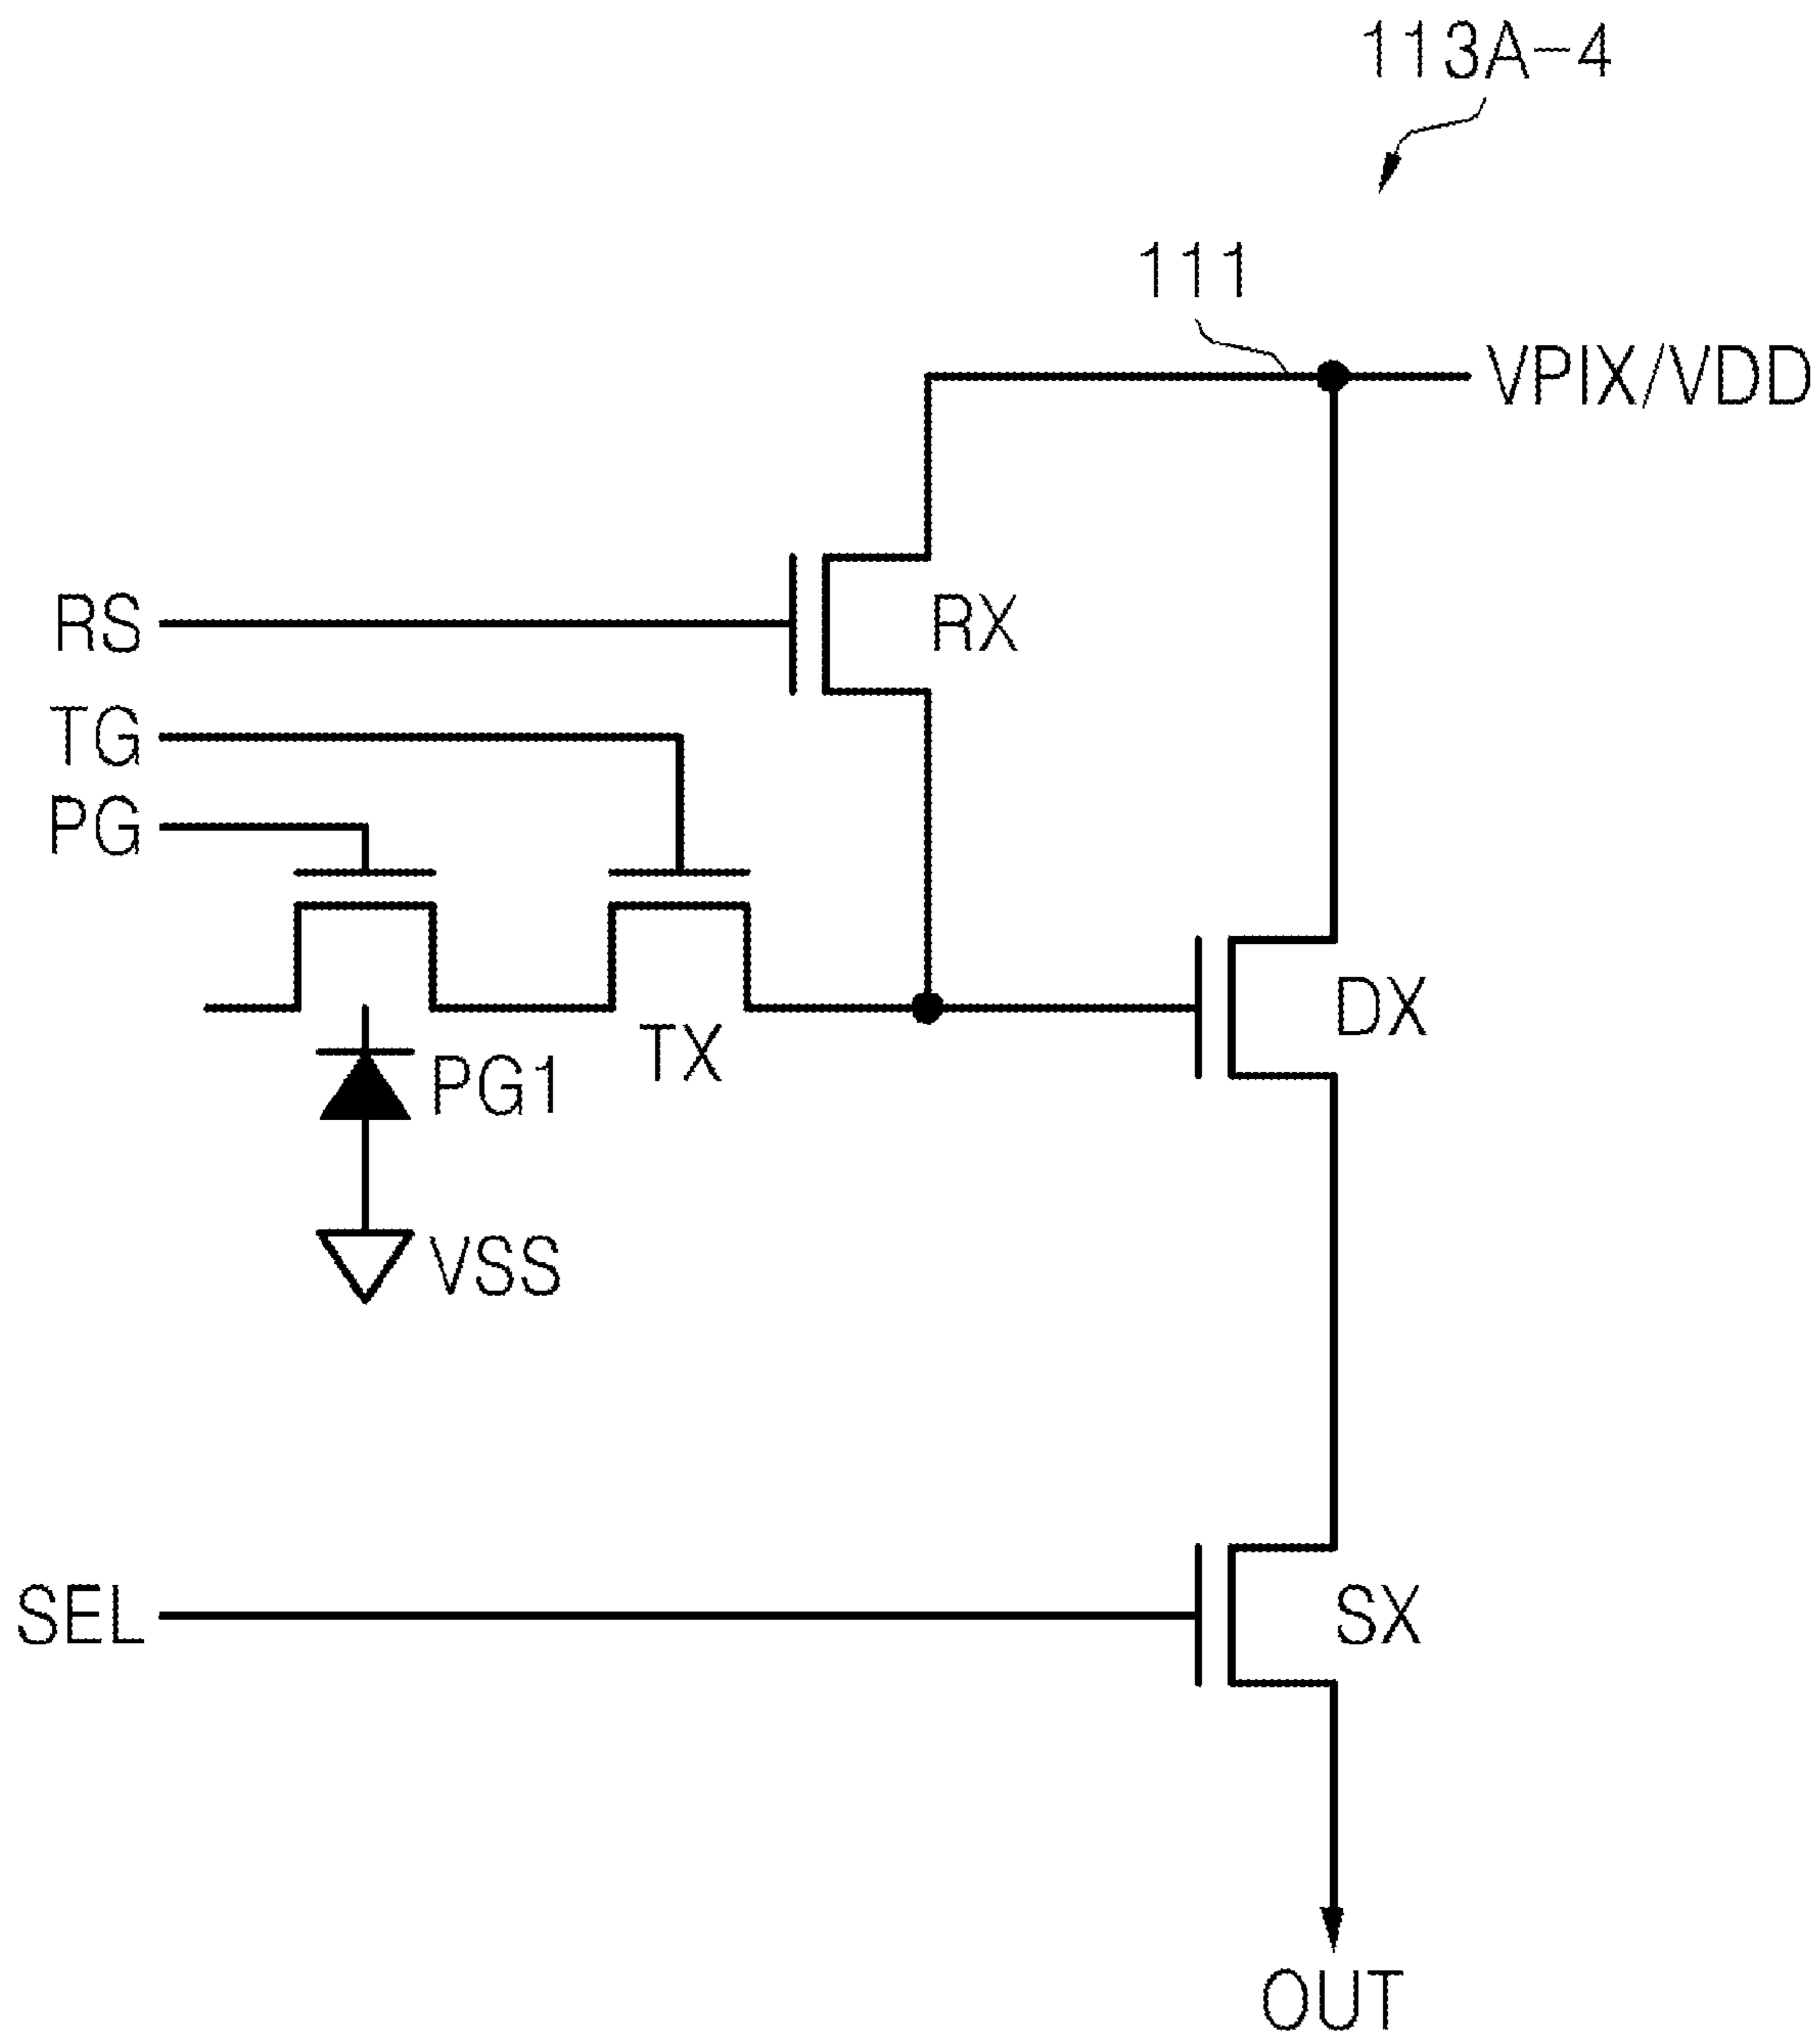 113A-4
111
VPIX/VDD
RS
RX
TG
PG
DX
TX
PG1
VSS
SEL
SX
OUT